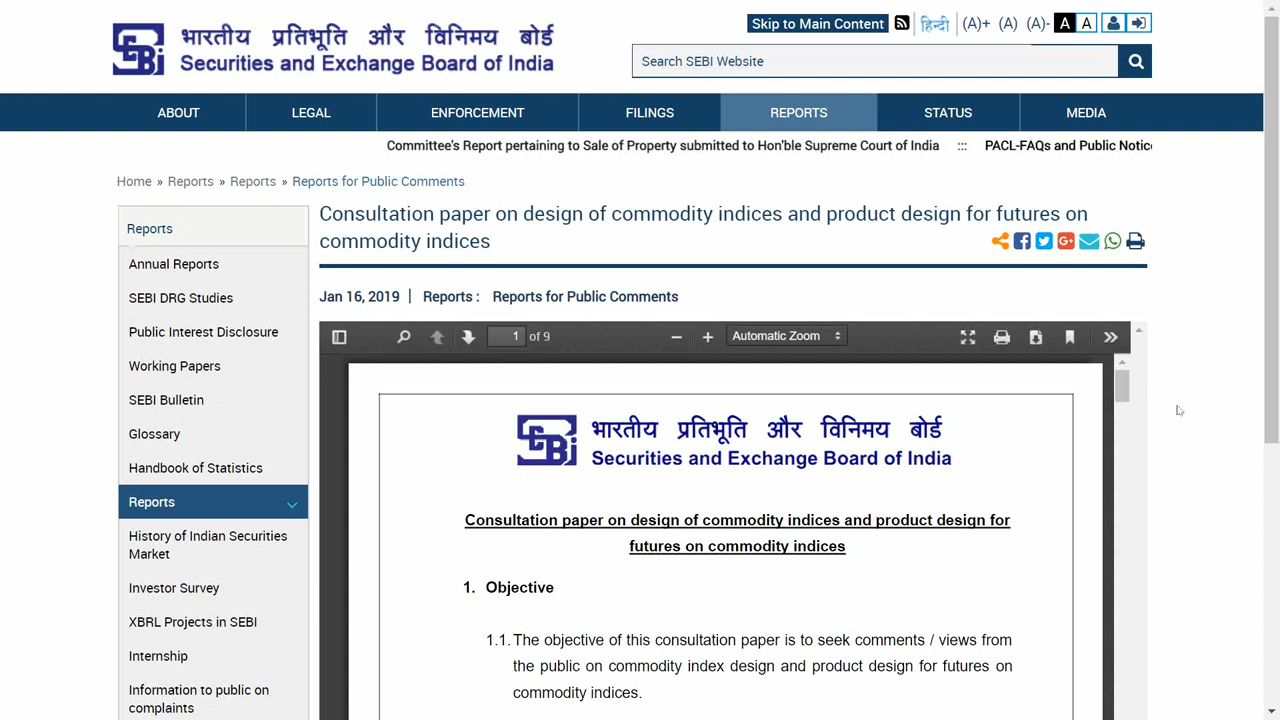 Skip to Main Content हिन्दी (A)+ (A) (A)- A A
भारतीय प्रतिभूति और विनिमय बोर्ड
Securities and Exchange Board of India
Search SEBI Website
ABOUT LEGAL ENFORCEMENT FILINGS REPORTS STATUS MEDIA
Committee's Report pertaining to Sale of Property submitted to Hon'ble Supreme Court of India ::: PACL-FAQs and Public Notic
Home » Reports » Reports » Reports for Public Comments
Reports
Annual Reports
SEBI DRG Studies
Public Interest Disclosure
Working Papers
SEBI Bulletin
Glossary
Handbook of Statistics
Reports
History of Indian Securities
Market
Investor Survey
XBRL Projects in SEBI
Internship
Information to public on
complaints
Consultation paper on design of commodity indices and product design for futures on
commodity indices
Jan 16, 2019 | Reports : Reports for Public Comments
1 of 9 Automatic Zoom
SEBI
भारतीय प्रतिभूति और विनिमय बोर्ड
Securities and Exchange Board of India
Consultation paper on design of commodity indices and product design for
futures on commodity indices
1. Objective
1.1. The objective of this consultation paper is to seek comments / views from
the public on commodity index design and product design for futures on
commodity indices.